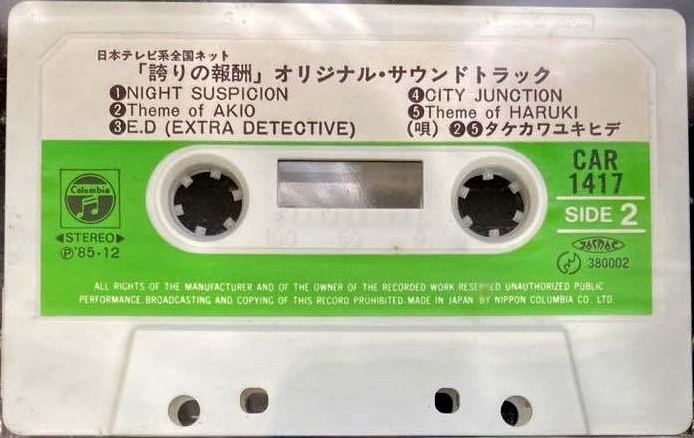 日本テレビ系全国ネット
「誇りの報酬」オリジナル・サウンドトラック
❶NIGHT SUSPICION
❷Theme of AKIO
❸E.D (EXTRA DETECTIVE)
❹CITY JUNCTION
❺Theme of HARUKI
(唄) ❷❺タケカワユキヒデ
Columbia
◀STEREO▶
Ⓟ'85・12
CAR
1417
SIDE 2
JASRAC
380002
ALL RIGHTS OF THE MANUFACTURER AND OF THE OWNER OF THE RECORDED WORK RESERVED UNAUTHORIZED PUBLIC
PERFORMANCE. BROADCASTING AND COPYING OF THIS RECORD PROHIBITED. MADE IN JAPAN BY NIPPON COLUMBIA CO. LTD